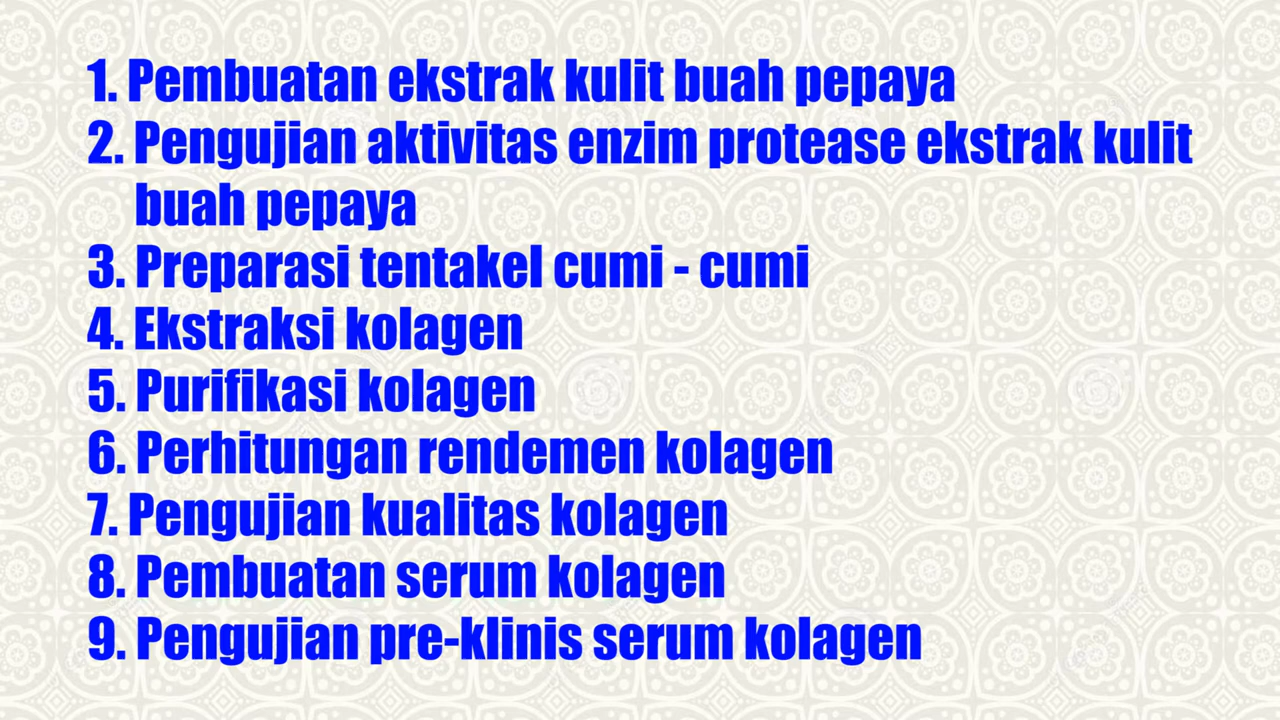 1. Pembuatan ekstrak kulit buah pepaya
2. Pengujian aktivitas enzim protease ekstrak kulit
buah pepaya
3. Preparasi tentakel cumi - cumi
4. Ekstraksi kolagen
5. Purifikasi kolagen
6. Perhitungan rendemen kolagen
7. Pengujian kualitas kolagen
8. Pembuatan serum kolagen
9. Pengujian pre-klinis serum kolagen